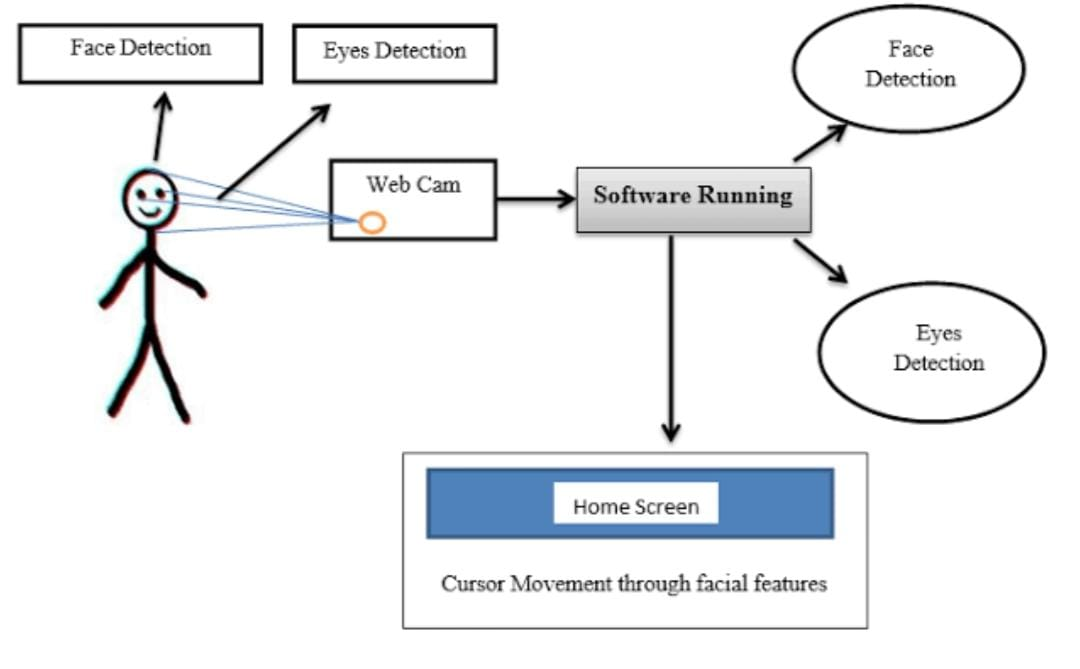 Face Detection
Eyes Detection
Face
Detection
Web Cam
Software Running
Eyes
Detection
Home Screen
Cursor Movement through facial features